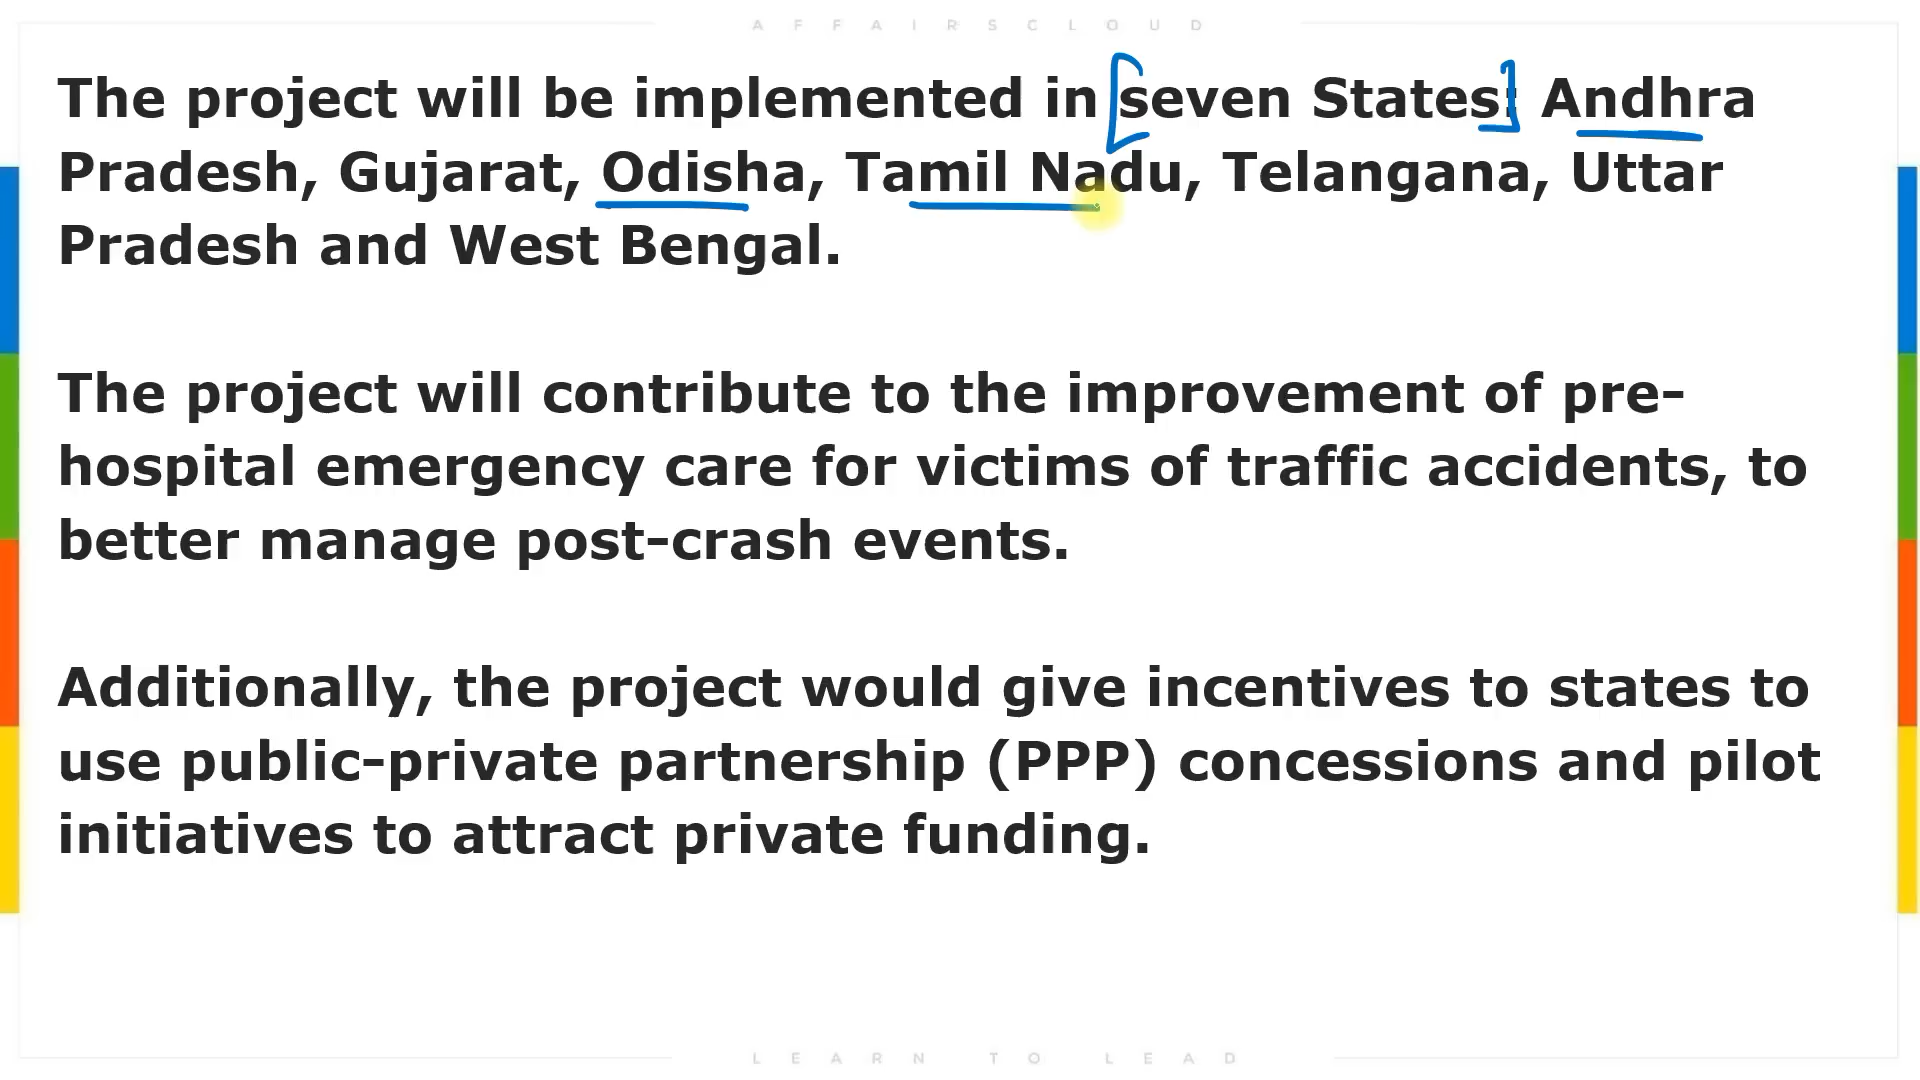 AFFAIRSCLOUD
The project will be implemented in seven States: Andhra
Pradesh, Gujarat, Odisha, Tamil Nadu, Telangana, Uttar
Pradesh and West Bengal.
The project will contribute to the improvement of pre-
hospital emergency care for victims of traffic accidents, to
better manage post-crash events.
Additionally, the project would give incentives to states to
use public-private partnership (PPP) concessions and pilot
initiatives to attract private funding.
LEARN TO LEAD